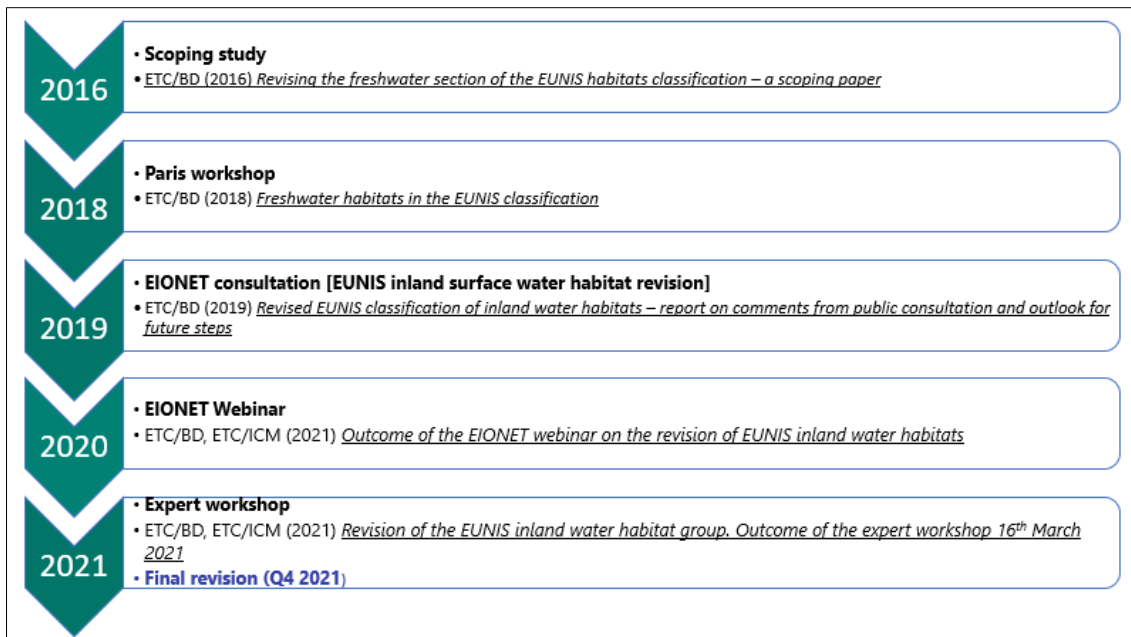 2016
• Scoping study
• ETC/BD (2016) Revising the freshwater section of the EUNIS habitats classification – a scoping paper
2018
• Paris workshop
• ETC/BD (2018) Freshwater habitats in the EUNIS classification
2019
• EIONET consultation [EUNIS inland surface water habitat revision]
• ETC/BD (2019) Revised EUNIS classification of inland water habitats – report on comments from public consultation and outlook for
future steps
2020
• EIONET Webinar
• ETC/BD, ETC/ICM (2021) Outcome of the EIONET webinar on the revision of EUNIS inland water habitats
2021
• Expert workshop
• ETC/BD, ETC/ICM (2021) Revision of the EUNIS inland water habitat group. Outcome of the expert workshop 16th March
2021
• Final revision (Q4 2021)